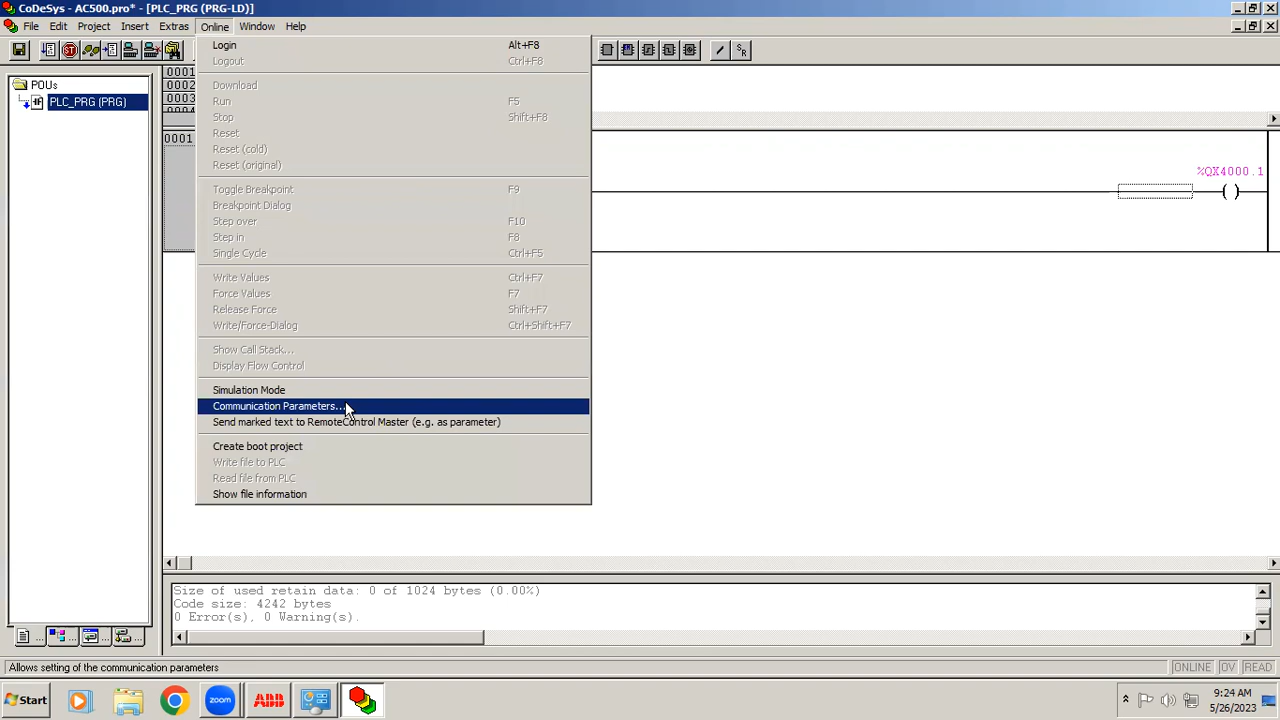 CoDeSys - AC500.pro* - [PLC_PRG (PRG-LD)]
File Edit Project Insert Extras Online Window Help
POUs
PLC_PRG (PRG)
Login Alt+F8
Logout Ctrl+F8
Download
Run F5
Stop Shift+F8
Reset
Reset (cold)
Reset (original)
Toggle Breakpoint F9
Breakpoint Dialog
Step over F10
Step in F8
Single Cycle Ctrl+F5
Write Values Ctrl+F7
Force Values F7
Release Force Shift+F7
Write/Force-Dialog Ctrl+Shift+F7
Show Call Stack...
Display Flow Control
Simulation Mode
Communication Parameters...
Send marked text to RemoteControl Master (e.g. as parameter)
Create boot project
Write file to PLC
Read file from PLC
Show file information
0001
0002
0003
0001
%QX4000.1
Size of used retain data: 0 of 1024 bytes (0.00%)
Code size: 4242 bytes
0 Error(s), 0 Warning(s).
Allows setting of the communication parameters
ONLINE OV READ
Start
zoom
ABB
9:24 AM
5/26/2023